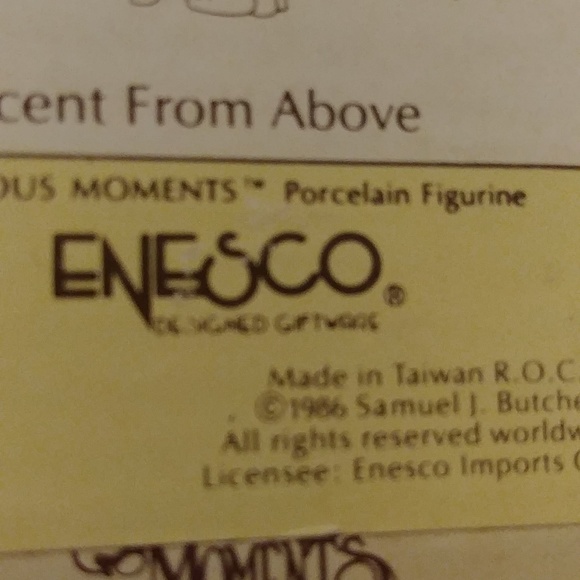 cent From Above
OUS MOMENTS™ Porcelain Figurine
ENESCO®
DESIGNED GIFTWARE
Made in Taiwan R.O.C.
©1986 Samuel J. Butche
All rights reserved worldw
Licensee: Enesco Imports C
MOMENTS